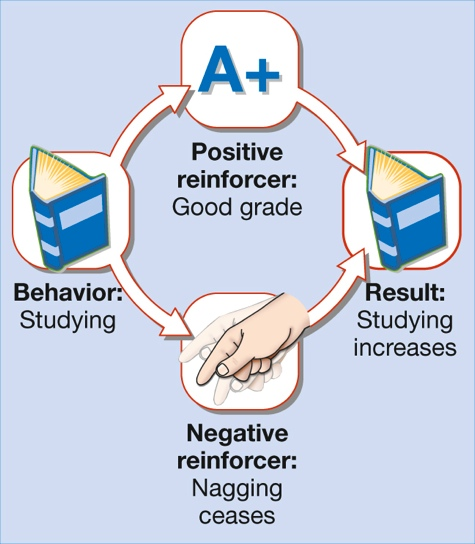 A+
Positive
reinforcer:
Good grade
Behavior:
Studying
Result:
Studying
increases
Negative
reinforcer:
Nagging
ceases